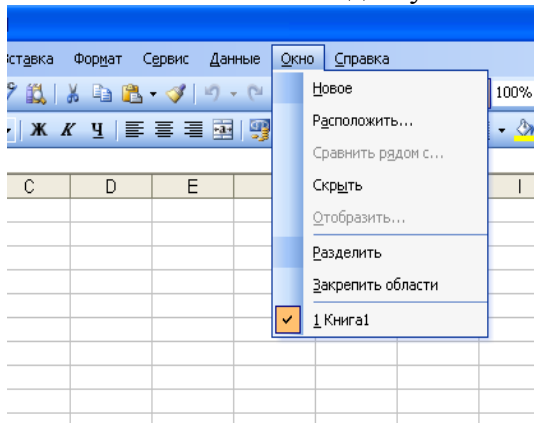 Вставка Формат Сервис Данные Окно Справка
100%
Ж К Ч
Новое
Расположить...
Сравнить рядом с...
Скрыть
Отобразить...
Разделить
Закрепить области
1 Книга1
C D E I